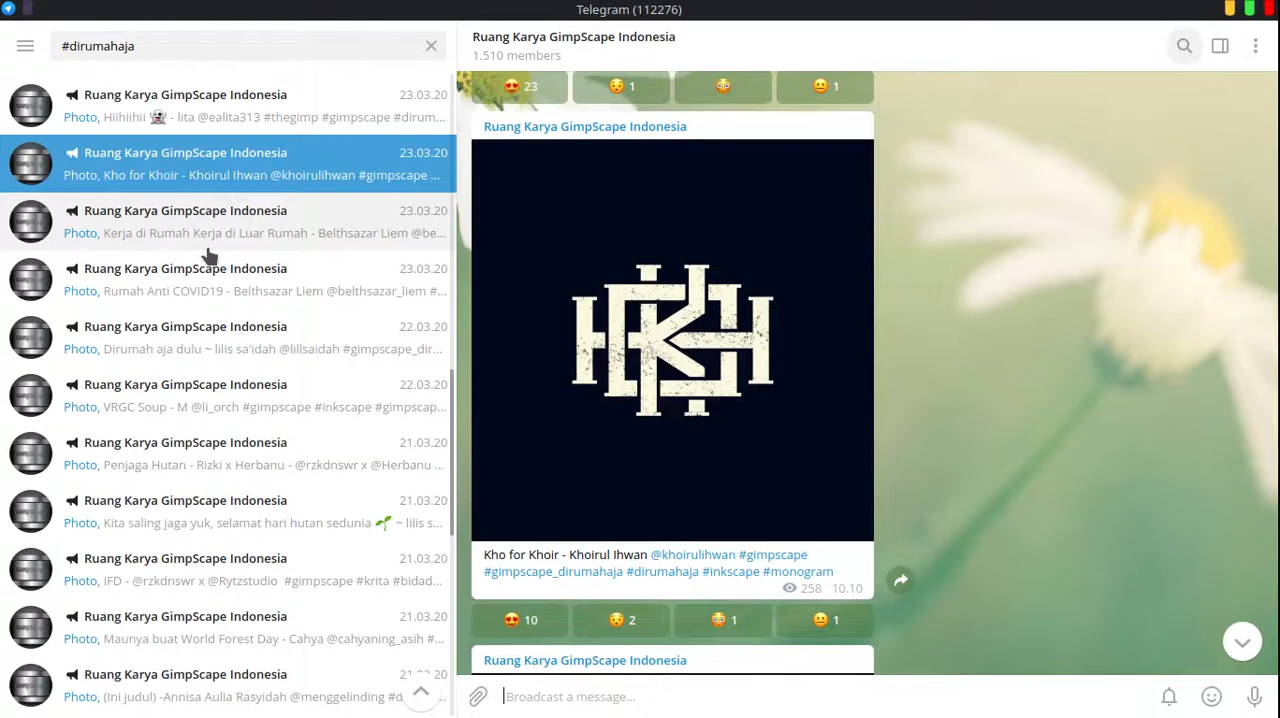 Telegram (112276)
#dirumahaja
Ruang Karya GimpScape Indonesia 23.03.20
Photo, Hiihiihii 👻 - lita @ealita313 #thegimp #gimpscape #dirum...
Ruang Karya GimpScape Indonesia 23.03.20
Photo, Kho for Khoir - Khoirul Ihwan @khoirulihwan #gimpscape ...
Ruang Karya GimpScape Indonesia 23.03.20
Photo, Kerja di Rumah Kerja di Luar Rumah - Belthsazar Liem @be...
Ruang Karya GimpScape Indonesia 23.03.20
Photo, Rumah Anti COVID19 - Belthsazar Liem @belthsazar_liem #...
Ruang Karya GimpScape Indonesia 22.03.20
Photo, Dirumah aja dulu ~ lilis sa'idah @lillsaidah #gimpscape_dir...
Ruang Karya GimpScape Indonesia 22.03.20
Photo, VRGC Soup - M @li_orch #gimpscape #inkscape #gimpscap...
Ruang Karya GimpScape Indonesia 21.03.20
Photo, Penjaga Hutan - Rizki x Herbanu - @rzkdnswr x @Herbanu ...
Ruang Karya GimpScape Indonesia 21.03.20
Photo, Kita saling jaga yuk, selamat hari hutan sedunia 🌱 ~ lilis s...
Ruang Karya GimpScape Indonesia 21.03.20
Photo, IFD - @rzkdnswr x @Rytzstudio #gimpscape #krita #bidad...
Ruang Karya GimpScape Indonesia 21.03.20
Photo, Maunya buat World Forest Day - Cahya @cahyaning_asih #...
Ruang Karya GimpScape Indonesia
Photo, (Ini judul) -Annisa Aulia Rasyidah @menggelinding #
Ruang Karya GimpScape Indonesia
1.510 members
😍 23 😴 1 😳 😐 1
Ruang Karya GimpScape Indonesia
Kho for Khoir - Khoirul Ihwan @khoirulihwan #gimpscape
#gimpscape_dirumahaja #dirumahaja #inkscape #monogram
258 10.10
😍 10 😴 2 😳 1 😐 1
Ruang Karya GimpScape Indonesia
Broadcast a message...